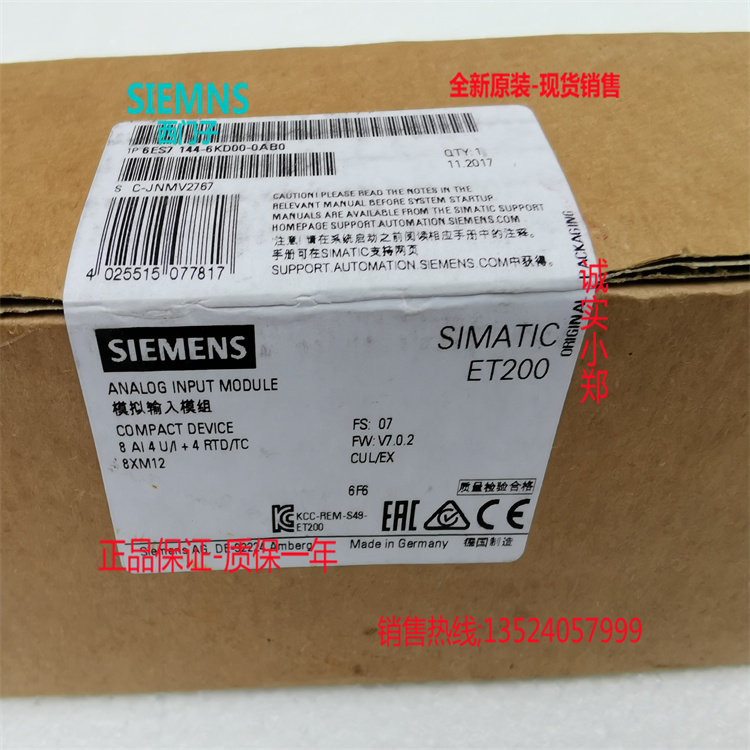 SIEMNS
西门子
全新原装-现货销售
1P 6ES7 144-6KD00-0AB0
QTY: 1
11.2017
S C-JNMV2767
CAUTION! PLEASE READ THE NOTES IN THE
RELEVANT MANUAL BEFORE SYSTEM STARTUP
MANUALS ARE AVAILABLE FROM THE SIMATIC SUPPORT
HOMEPAGE SUPPORT.AUTOMATION.SIEMENS.COM
注意!请在系统启动之前阅读相应手册中的注释。
手册可在SIMATIC支持网页
SUPPORT.AUTOMATION.SIEMENS.COM中获得。
4 025515 077817
ORIGINAL PACKAGING
诚实小郑
SIEMENS
SIMATIC
ET200
ANALOG INPUT MODULE
模拟输入模组
COMPACT DEVICE
8 AI 4 U/I + 4 RTD/TC
8XM12
FS: 07
FW: V7.0.2
CUL/EX
6F6
质量检验合格
KCC-REM-S49-
ET200
EAC
CE
正品保证-质保一年
Siemens AG, DE-92224 Amberg
Made in Germany
德国制造
销售热线;13524057999